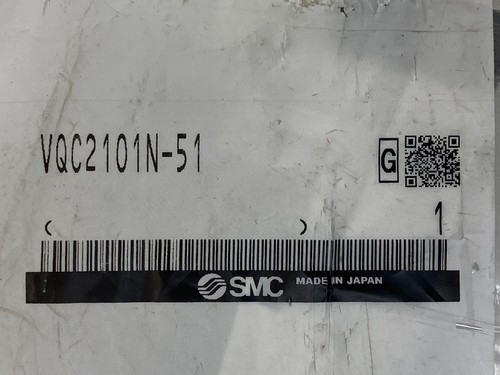 VQC2101N-51
G
( ) 1
SMC MADE IN JAPAN